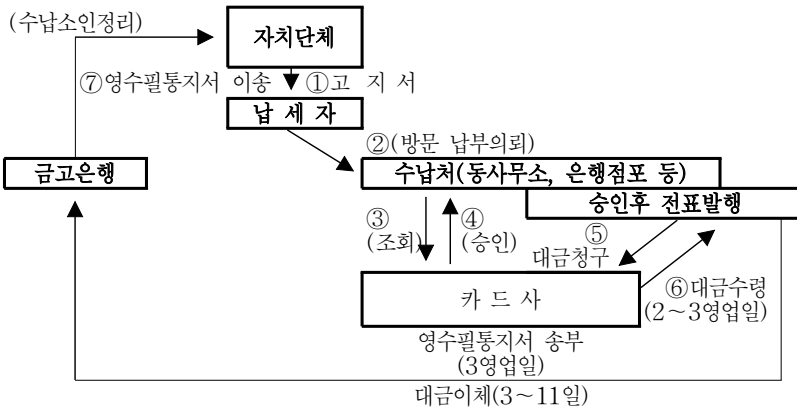 (수납소인정리)
자치단체
⑦영수필통지서 이송
①고 지 서
납 세 자
②(방문 납부의뢰)
금고은행
수납처(동사무소, 은행점포 등)
승인후 전표발행
③
(조회)
④
(승인)
⑤
대금청구
카 드 사
⑥대금수령
(2～3영업일)
영수필통지서 송부
(3영업일)
대금이체(3～11일)